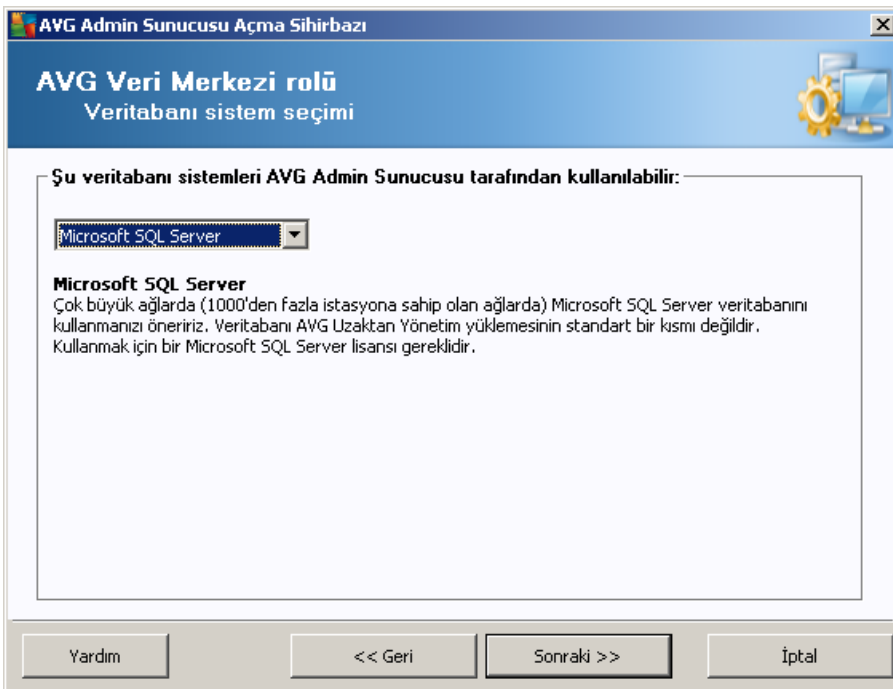 AVG Admin Sunucusu Açma Sihirbazı
AVG Veri Merkezi rolü
Veritabanı sistem seçimi
Şu veritabanı sistemleri AVG Admin Sunucusu tarafından kullanılabilir:
Microsoft SQL Server
Microsoft SQL Server
Çok büyük ağlarda (1000'den fazla istasyona sahip olan ağlarda) Microsoft SQL Server veritabanını
kullanmanızı öneririz. Veritabanı AVG Uzaktan Yönetim yüklemesinin standart bir kısmı değildir.
Kullanmak için bir Microsoft SQL Server lisansı gereklidir.
Yardım
<< Geri
Sonraki >>
İptal